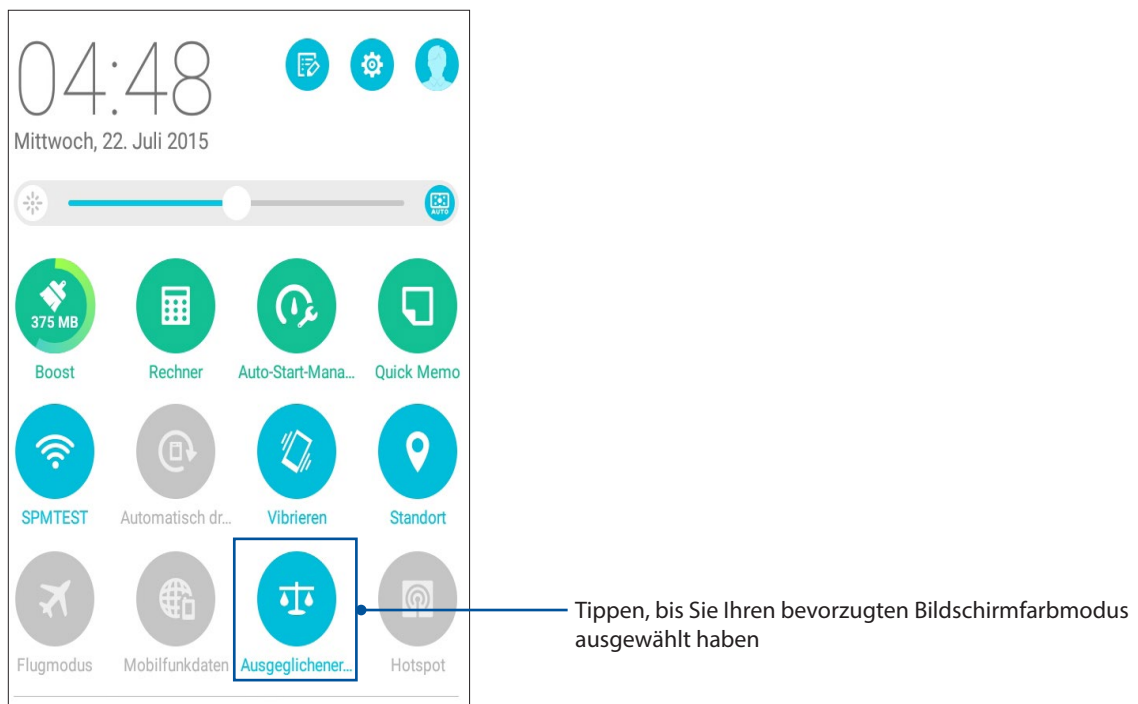 04:48
Mittwoch, 22. Juli 2015
AUTO
375 MB
Boost
Rechner
Auto-Start-Mana...
Quick Memo
SPMTEST
Automatisch dr...
Vibrieren
Standort
Flugmodus
Mobilfunkdaten
Ausgeglichener...
Hotspot
Tippen, bis Sie Ihren bevorzugten Bildschirmfarbmodus
ausgewählt haben